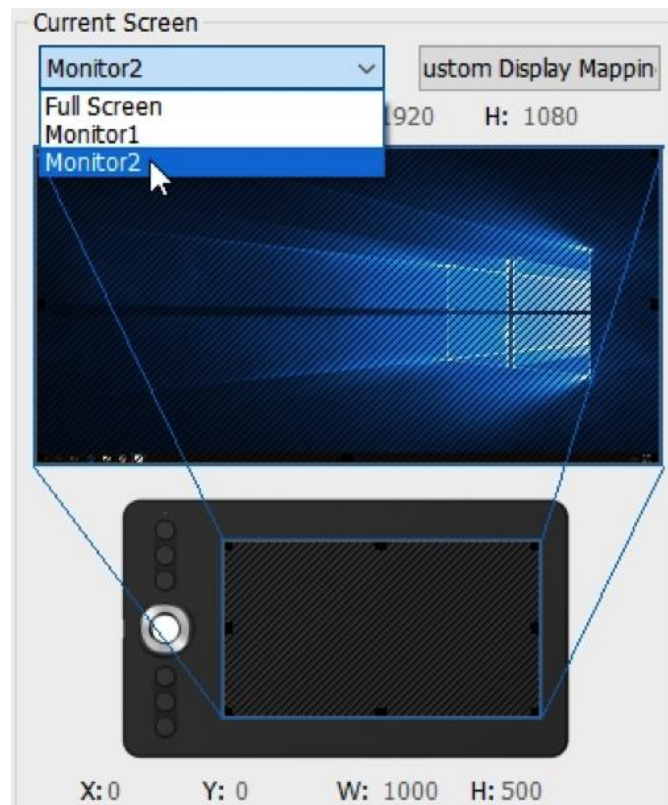 Current Screen
Monitor2 ustom Display Mappin
Full Screen
1920 H: 1080
Monitor1
Monitor2
X: 0 Y: 0 W: 1000 H: 500